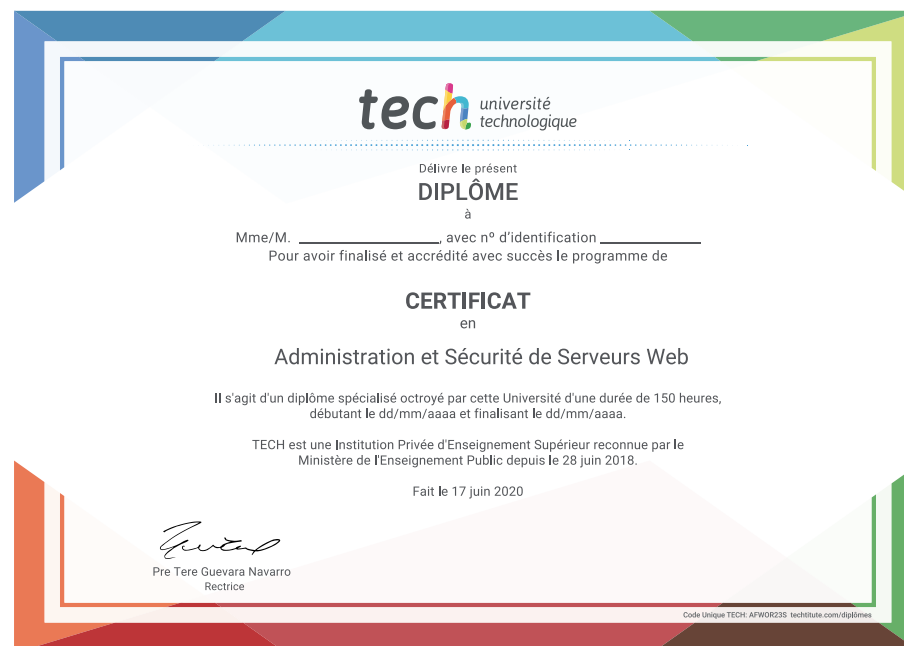 tech université
technologique
Délivre le présent
DIPLÔME
à
Mme/M. ____________________, avec nº d'identification ______________
Pour avoir finalisé et accrédité avec succès le programme de
CERTIFICAT
en
Administration et Sécurité de Serveurs Web
Il s'agit d'un diplôme spécialisé octroyé par cette Université d'une durée de 150 heures,
débutant le dd/mm/aaaa et finalisant le dd/mm/aaaa.
TECH est une Institution Privée d'Enseignement Supérieur reconnue par le
Ministère de l'Enseignement Public depuis le 28 juin 2018.
Fait le 17 juin 2020
Pre Tere Guevara Navarro
Rectrice
Code Unique TECH: AFWOR23S techtitute.com/diplômes